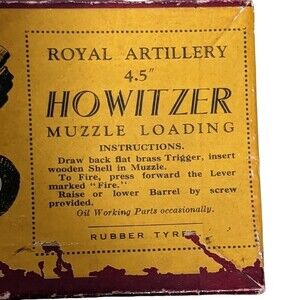 ROYAL ARTILLERY
4.5"
HOWITZER
MUZZLE LOADING
INSTRUCTIONS.
Draw back flat brass Trigger, insert
wooden Shell in Muzzle.
To Fire, press forward the Lever
marked "Fire."
Raise or lower Barrel by screw
provided.
Oil Working Parts occasionally.
RUBBER TYRE